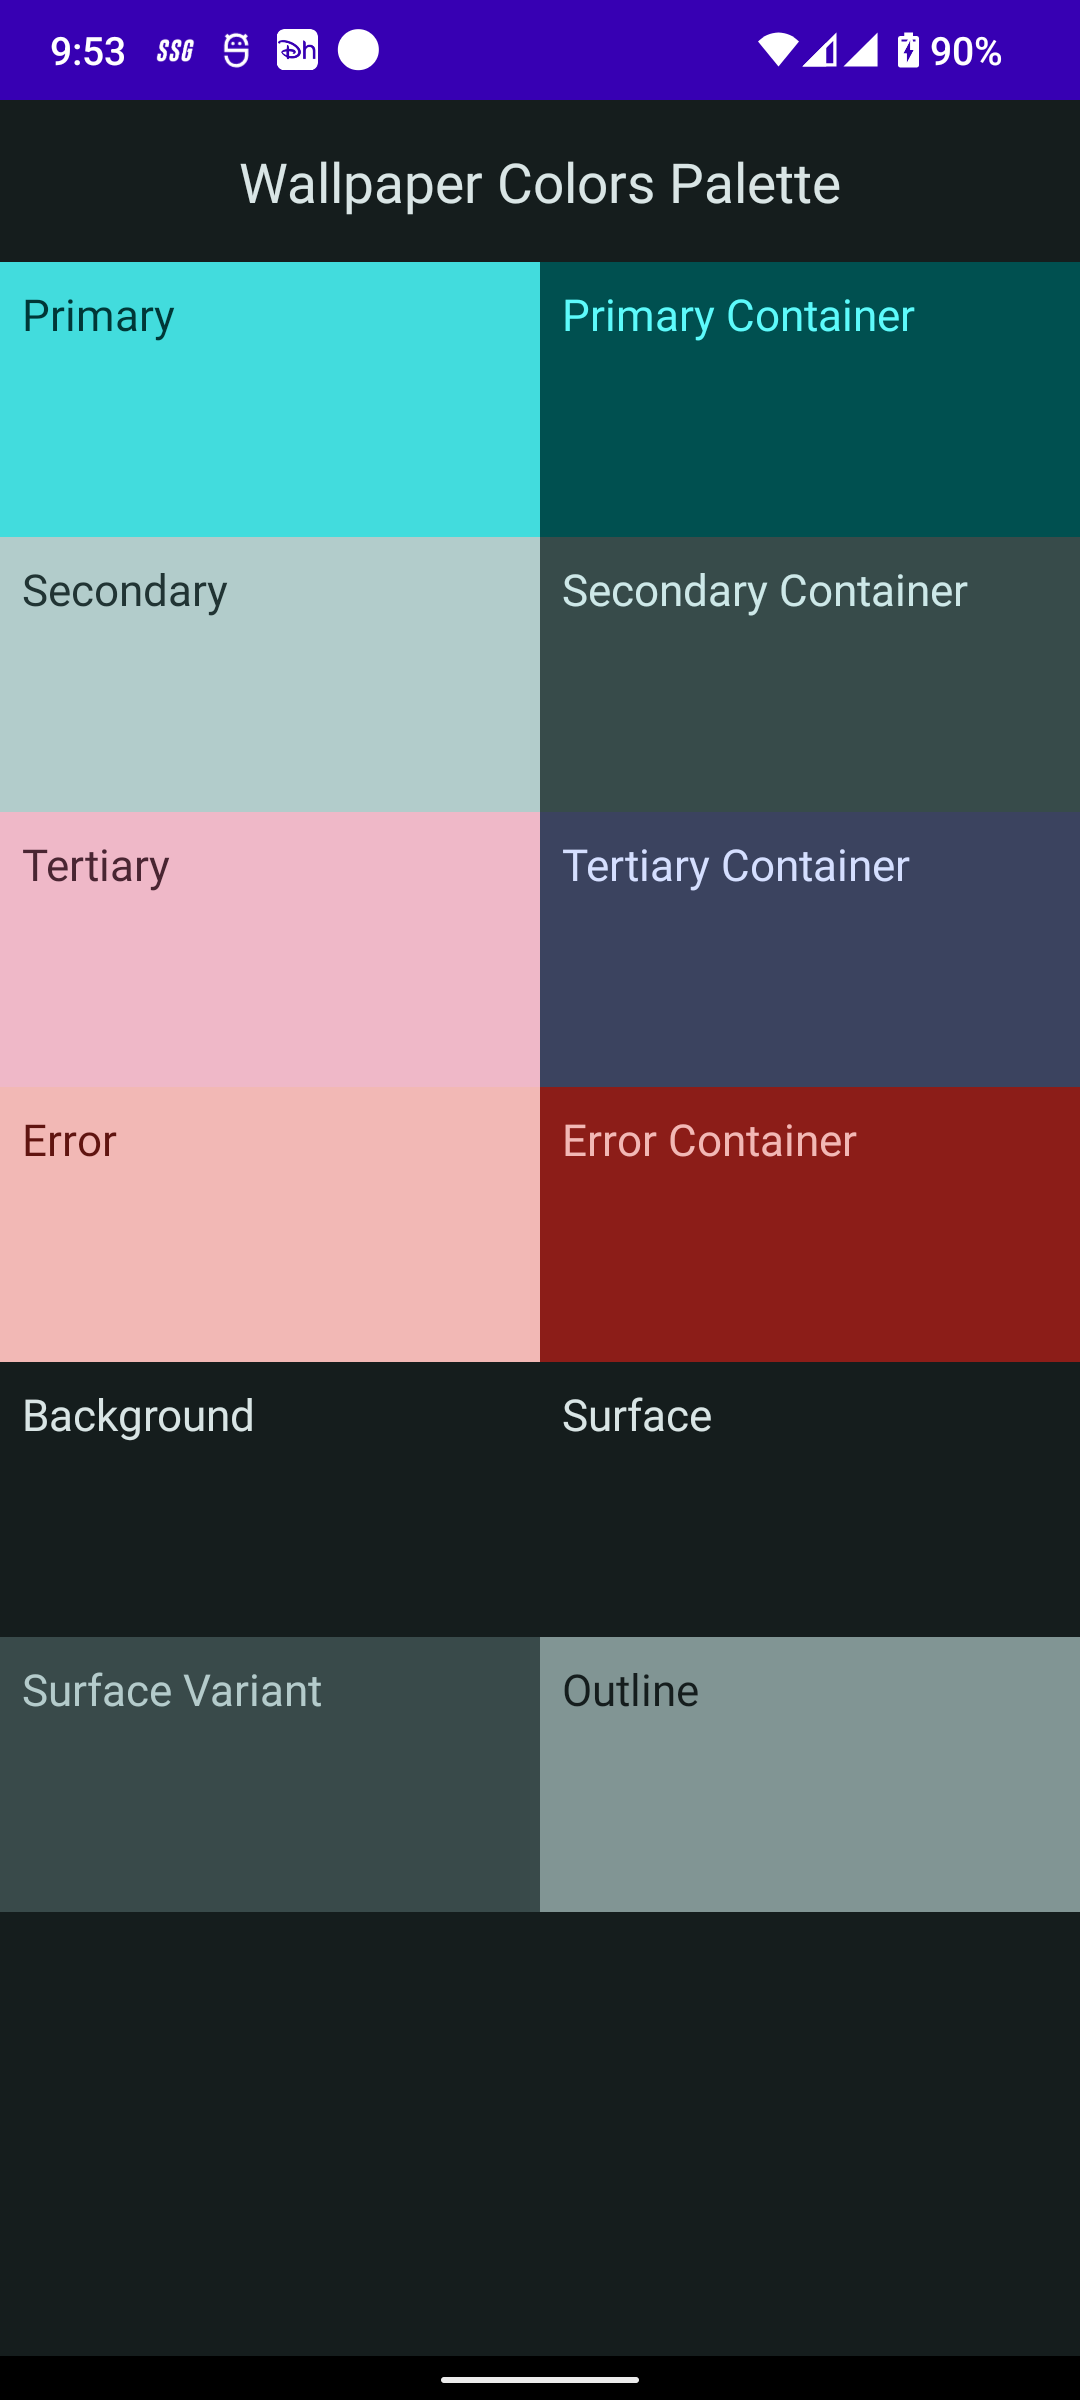 9:53 SSG h 90%
Wallpaper Colors Palette
Primary
Primary Container
Secondary
Secondary Container
Tertiary
Tertiary Container
Error
Error Container
Background
Surface
Surface Variant
Outline